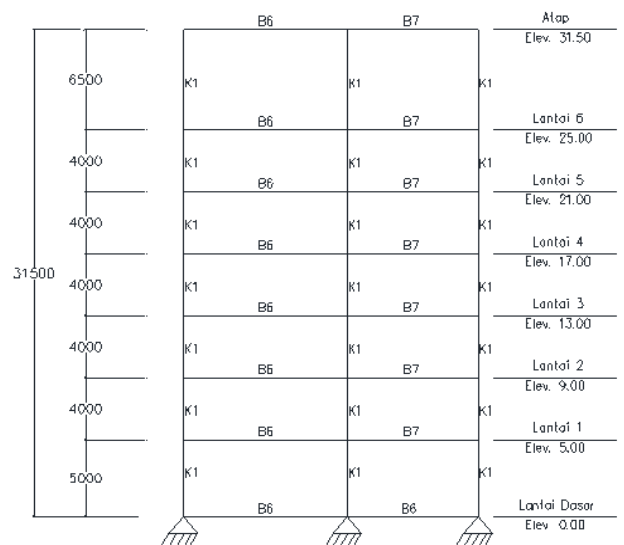 B6 B7 Atap
Elev. 31.50
6500 K1 K1 K1
B6 B7 Lantai 6
Elev. 25.00
4000 K1 K1 K1
B6 B7 Lantai 5
Elev. 21.00
4000 K1 K1 K1
B6 B7 Lantai 4
Elev. 17.00
31500
4000 K1 K1 K1
B6 B7 Lantai 3
Elev. 13.00
4000 K1 K1 K1
B6 B7 Lantai 2
Elev. 9.00
4000 K1 K1 K1
B6 B7 Lantai 1
Elev. 5.00
5000 K1 K1 K1
B6 B6 Lantai Dasar
Elev 0.00